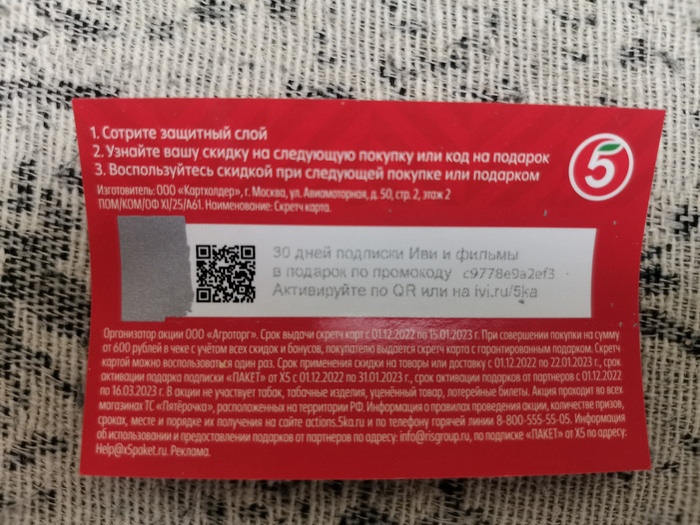 1. Сотрите защитный слой
2. Узнайте вашу скидку на следующую покупку или код на подарок
3. Воспользуйтесь скидкой при следующей покупке или подарком
5
Изготовитель: ООО «Картхолдер», г. Москва, ул. Авиамоторная, д. 50, стр. 2, этаж 2
ПОМ/КОМ/ОФ XI/25/А61. Наименование: Скретч карта.
30 дней подписки Иви и фильмы
в подарок по промокоду c9778e9a2ef3
Активируйте по QR или на ivi.ru/5ka
Организатор акции ООО «Агроторг». Срок выдачи скретч карт с 01.12.2022 по 15.01.2023 г. При совершении покупки на сумму
от 600 рублей в чеке с учётом всех скидок и бонусов, покупателю выдается скретч карта с гарантированным подарком. Скретч
картой можно воспользоваться один раз. Срок применения скидки на товары или доставку с 01.12.2022 по 22.01.2023 г., срок
активации подарка подписки «ПАКЕТ» от X5 с 01.12.2022 по 31.01.2023 г., срок активации подарков от партнеров с 01.12.2022
по 16.03.2023 г. В акции не участвует табак, табачные изделия, уценённый товар, лотерейные билеты. Акция проходит во всех
магазинах ТС «Пятёрочка», расположенных на территории РФ. Информация о правилах проведения акции, количестве призов,
сроках, месте и порядке их получения на сайте actions.5ka.ru и по телефону горячей линии 8-800-555-55-05. Информация
об использовании и предоставлении подарков от партнеров по адресу: info@risgroup.ru, по подписке «ПАКЕТ» от X5 по адресу:
Help@x5paket.ru. Реклама.